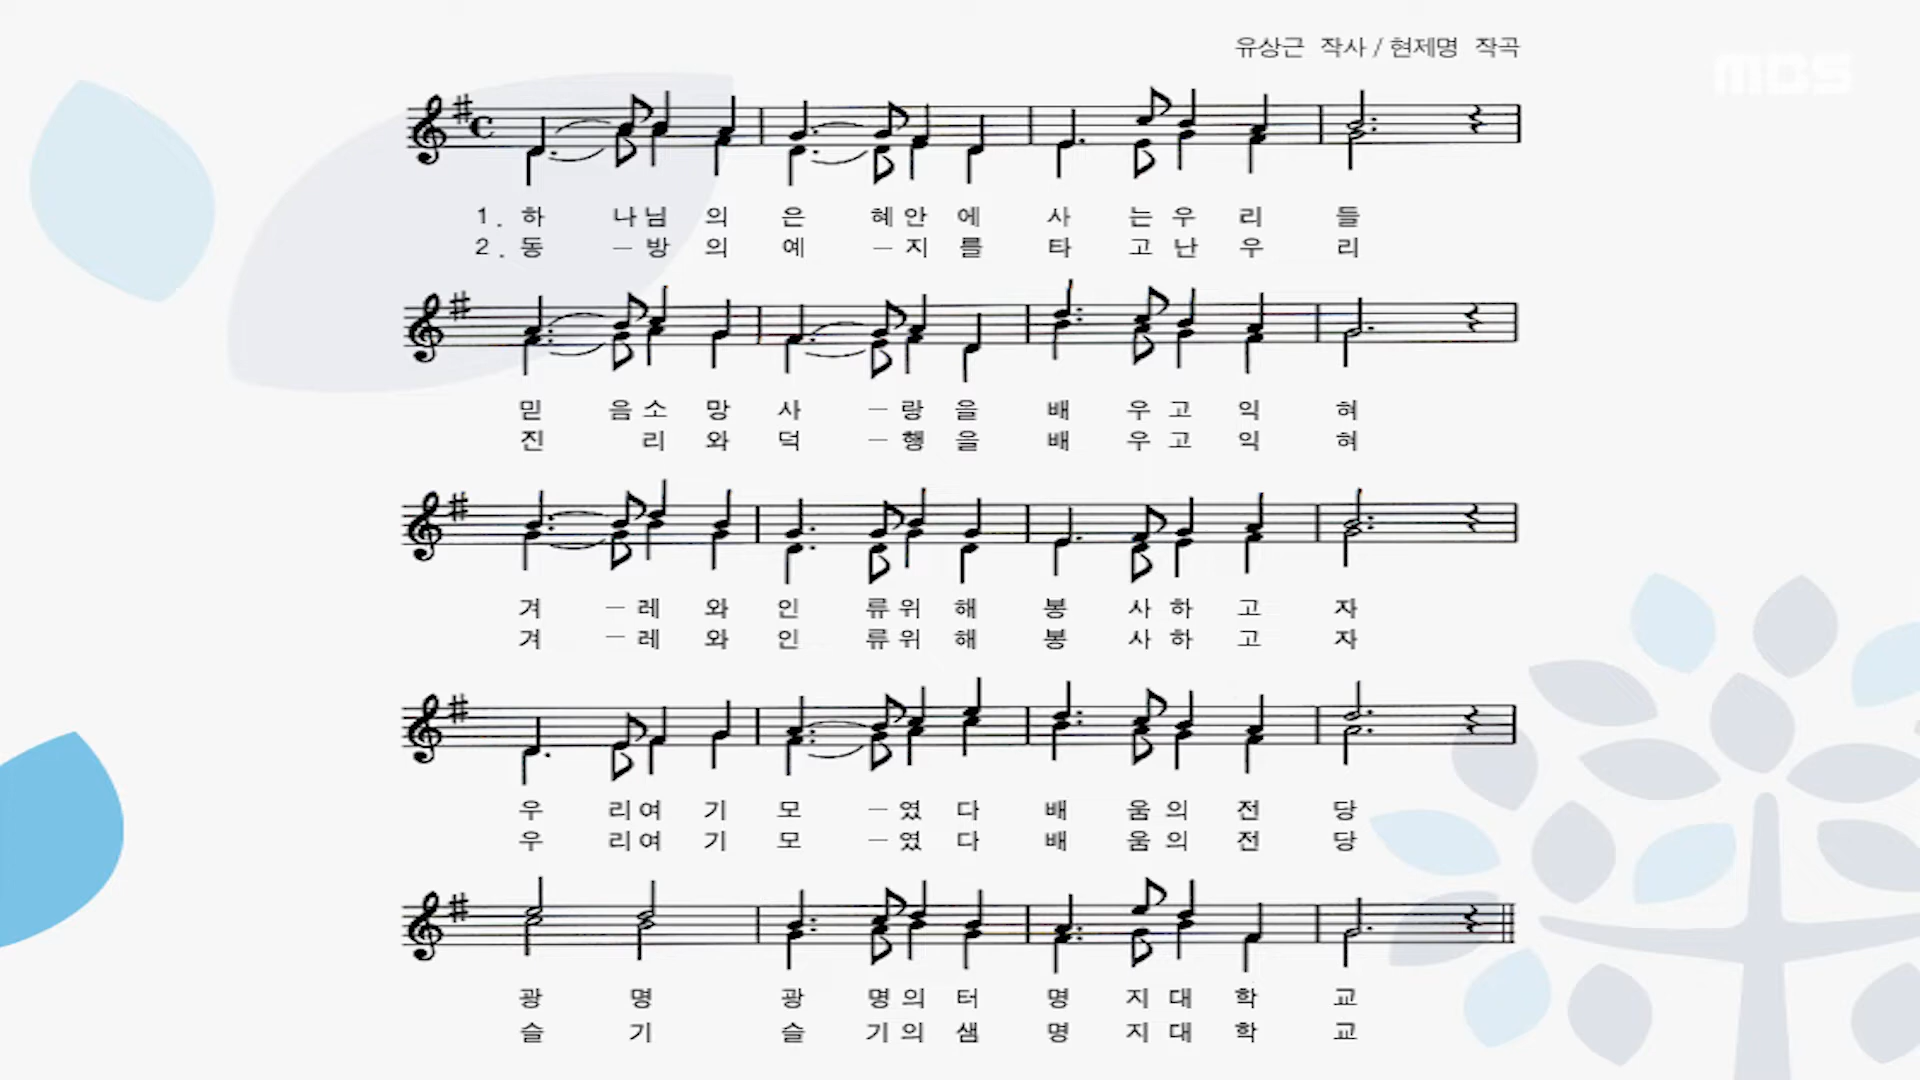 유상근 작사 / 현제명 작곡
MBS
1. 하 나님 의 은 혜안 에 사 는우 리 들
2. 동 – 방 의 예 – 지 를 타 고난 우 리
믿 음소 망 사 – 랑 을 배 우고 익 혀
진 리 와 덕 – 행 을 배 우고 익 혀
겨 – 레 와 인 류위 해 봉 사하 고 자
겨 – 레 와 인 류위 해 봉 사하 고 자
우 리여 기 모 – 였 다 배 움의 전 당
우 리여 기 모 – 였 다 배 움의 전 당
광 명 광 명의 터 명 지대 학 교
슬 기 슬 기의 샘 명 지대 학 교